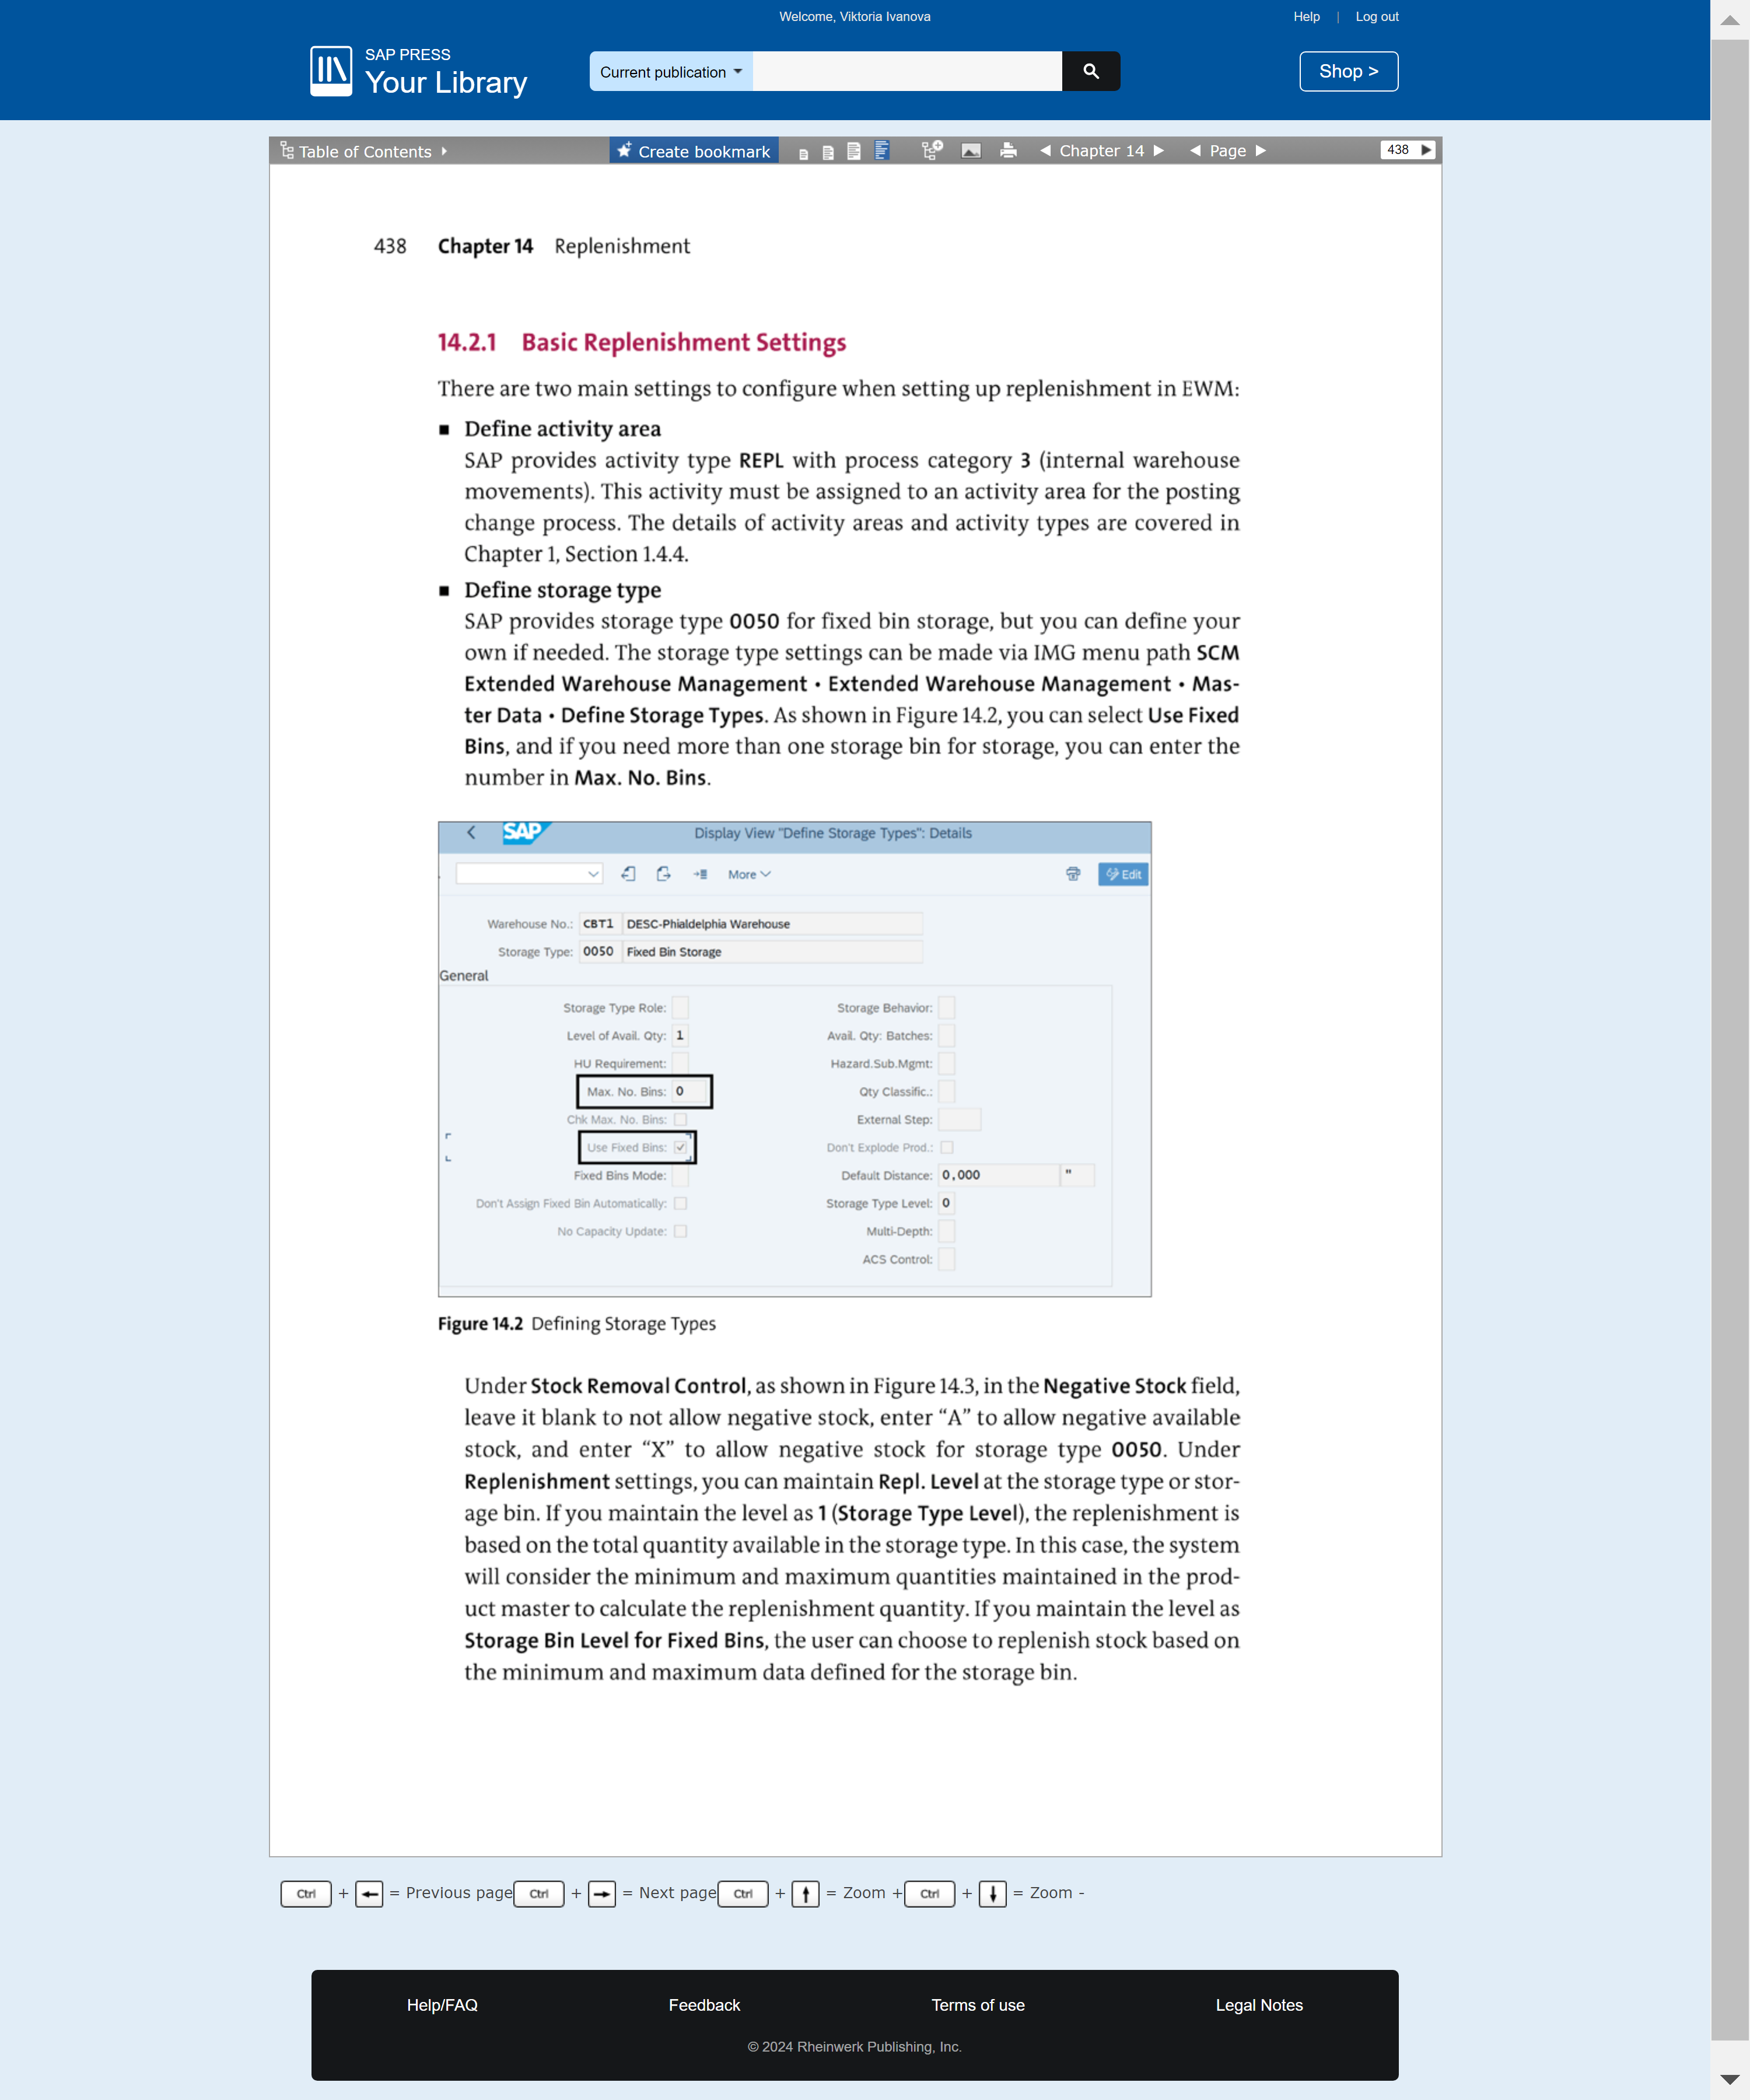 Welcome, Viktoria Ivanova
Help | Log out
SAP PRESS
Your Library
Current publication
Shop >
Table of Contents
Create bookmark
Chapter 14
Page
438
438 Chapter 14 Replenishment
14.2.1 Basic Replenishment Settings
There are two main settings to configure when setting up replenishment in EWM:
■ Define activity area
SAP provides activity type REPL with process category 3 (internal warehouse
movements). This activity must be assigned to an activity area for the posting
change process. The details of activity areas and activity types are covered in
Chapter 1, Section 1.4.4.
■ Define storage type
SAP provides storage type 0050 for fixed bin storage, but you can define your
own if needed. The storage type settings can be made via IMG menu path SCM
Extended Warehouse Management • Extended Warehouse Management • Mas-
ter Data • Define Storage Types. As shown in Figure 14.2, you can select Use Fixed
Bins, and if you need more than one storage bin for storage, you can enter the
number in Max. No. Bins.
SAP
Display View "Define Storage Types": Details
More
Edit
Warehouse No.: CBT1 DESC-Phialdelphia Warehouse
Storage Type: 0050 Fixed Bin Storage
General
Storage Type Role: Storage Behavior:
Level of Avail. Qty: 1 Avail. Qty: Batches:
HU Requirement: Hazard.Sub.Mgmt:
Max. No. Bins: 0 Qty Classific.:
Chk Max. No. Bins: External Step:
Use Fixed Bins: Don't Explode Prod.:
Fixed Bins Mode: Default Distance: 0,000 "
Don't Assign Fixed Bin Automatically: Storage Type Level: 0
No Capacity Update: Multi-Depth:
ACS Control:
Figure 14.2 Defining Storage Types
Under Stock Removal Control, as shown in Figure 14.3, in the Negative Stock field,
leave it blank to not allow negative stock, enter “A” to allow negative available
stock, and enter “X” to allow negative stock for storage type 0050. Under
Replenishment settings, you can maintain Repl. Level at the storage type or stor-
age bin. If you maintain the level as 1 (Storage Type Level), the replenishment is
based on the total quantity available in the storage type. In this case, the system
will consider the minimum and maximum quantities maintained in the prod-
uct master to calculate the replenishment quantity. If you maintain the level as
Storage Bin Level for Fixed Bins, the user can choose to replenish stock based on
the minimum and maximum data defined for the storage bin.
Ctrl + ← = Previous page Ctrl + → = Next page Ctrl + ↑ = Zoom + Ctrl + ↓ = Zoom -
Help/FAQ Feedback Terms of use Legal Notes
© 2024 Rheinwerk Publishing, Inc.